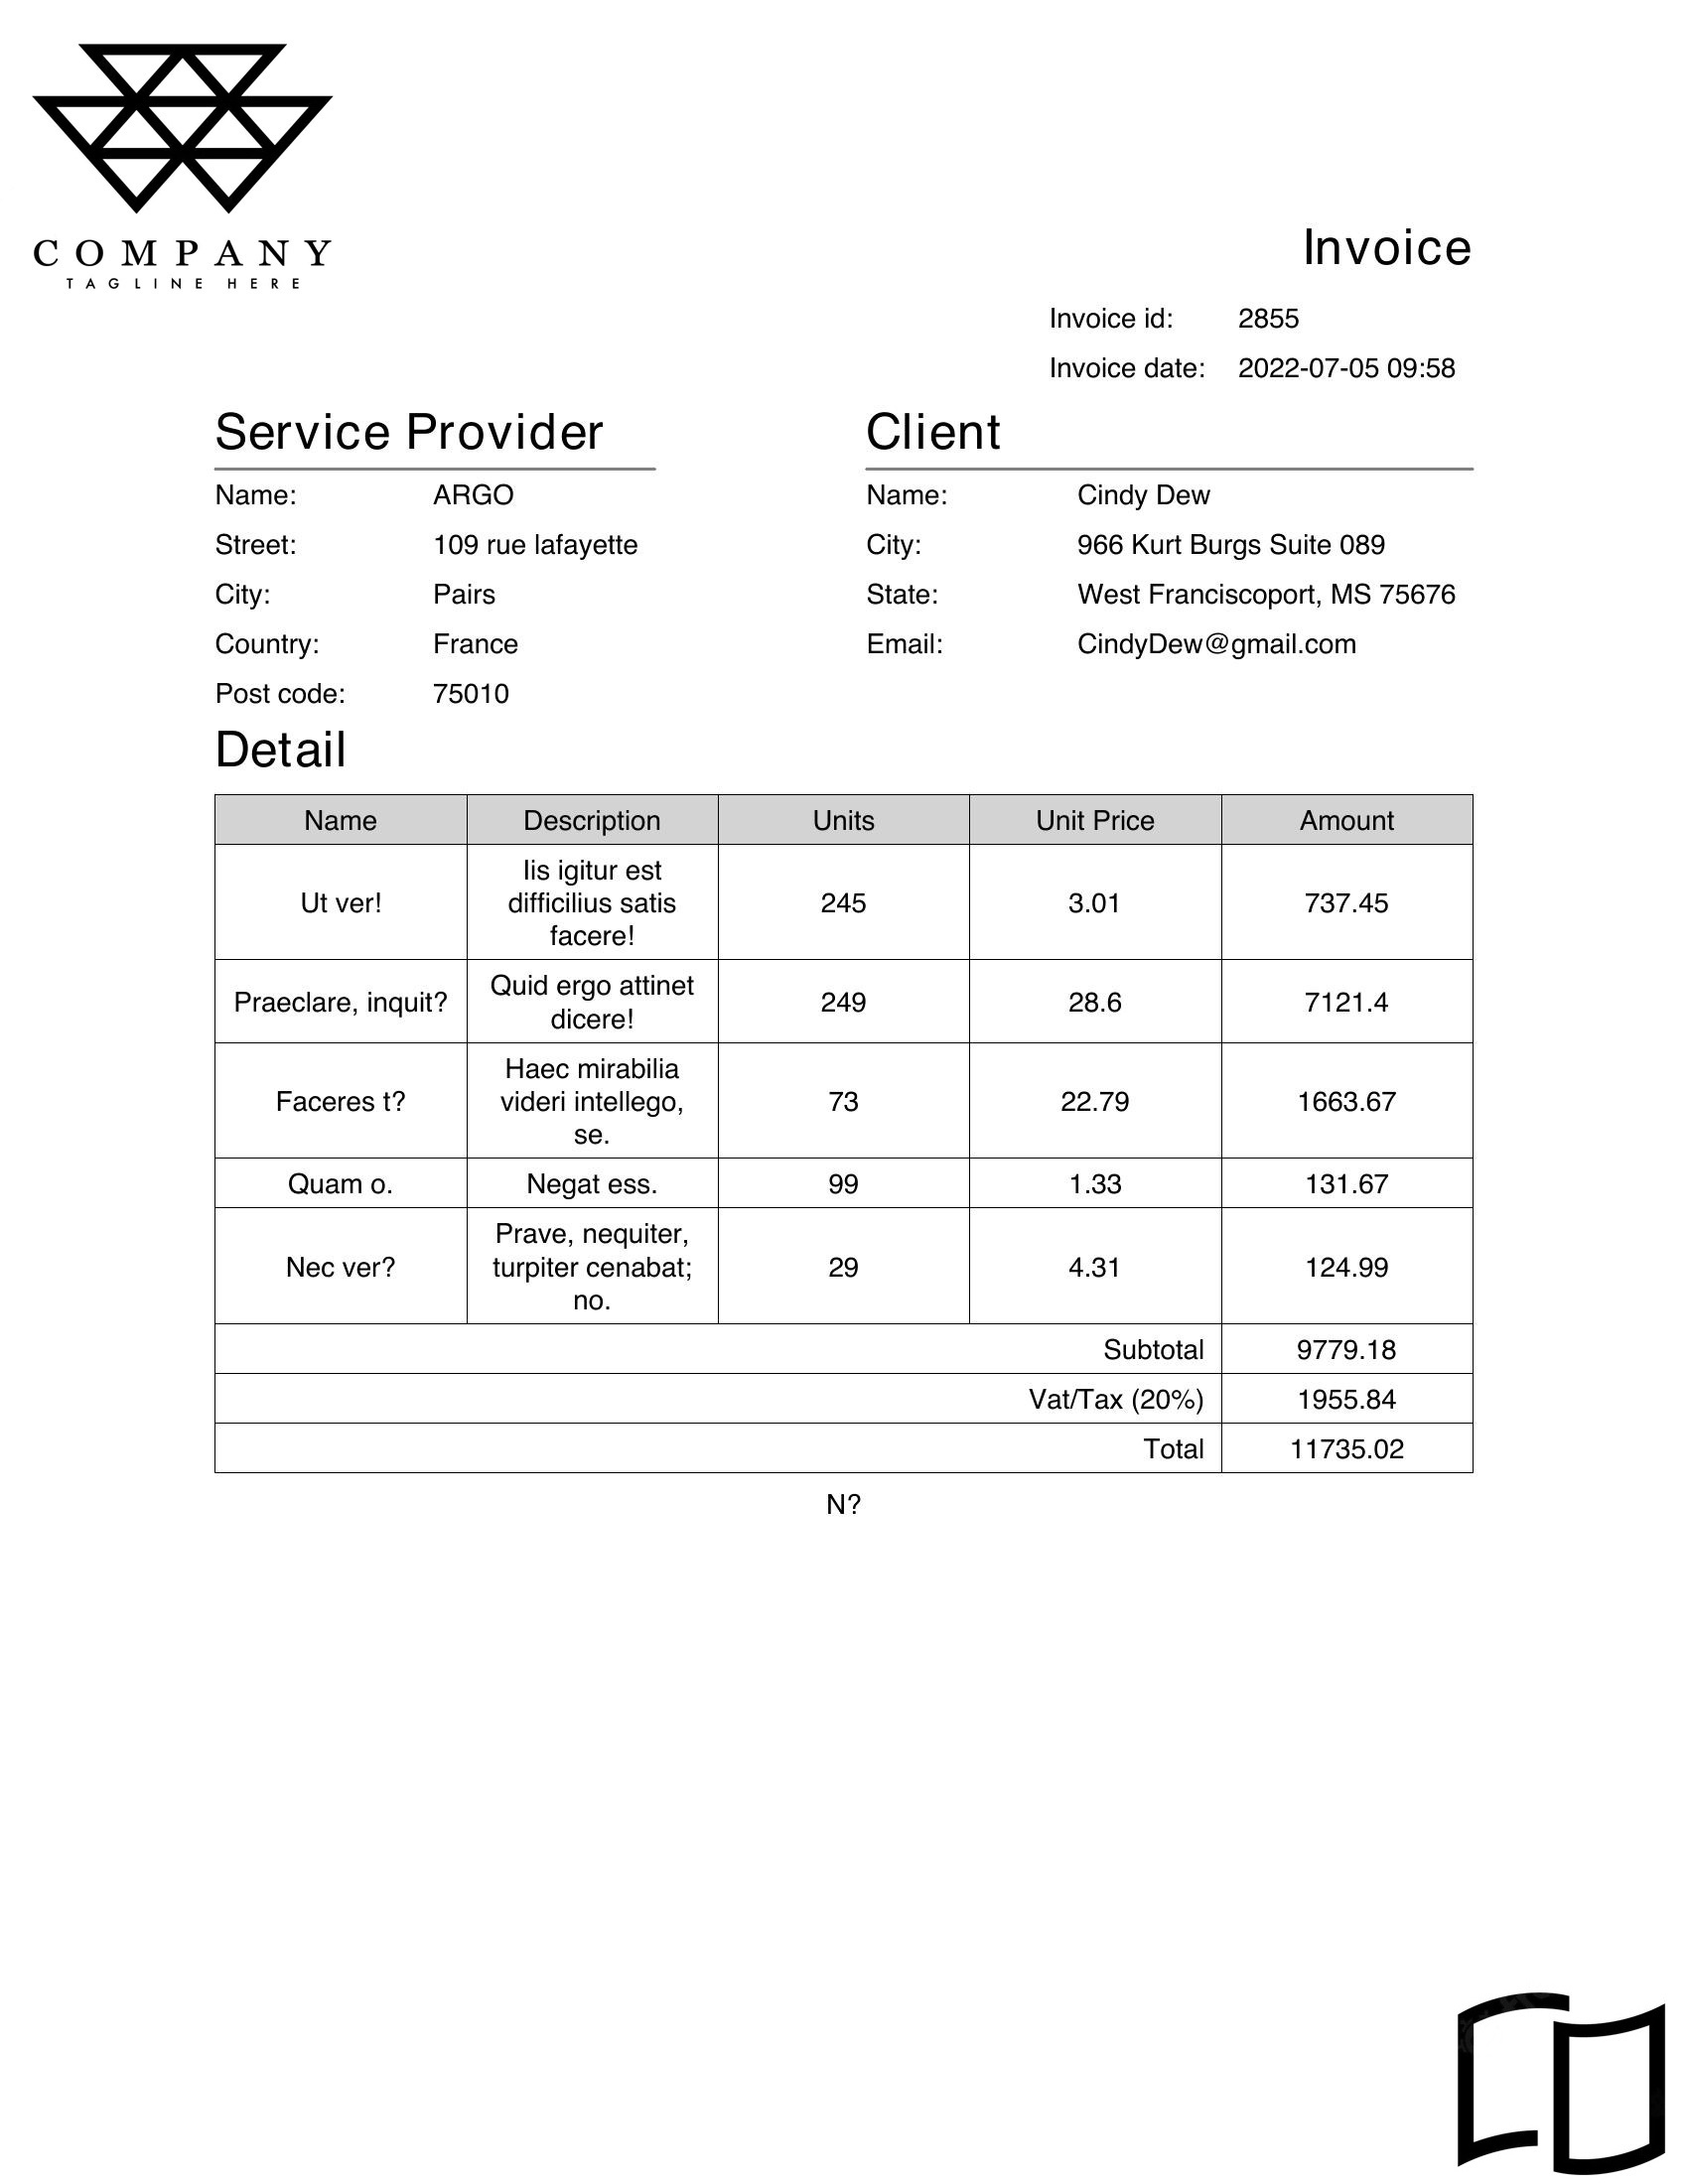 COMPANY
TAGLINE HERE
Invoice
Invoice id: 2855
Invoice date: 2022-07-05 09:58
Service Provider
Name: ARGO
Street: 109 rue lafayette
City: Pairs
Country: France
Post code: 75010
Client
Name: Cindy Dew
City: 966 Kurt Burgs Suite 089
State: West Franciscoport, MS 75676
Email: CindyDew@gmail.com
Detail
Name Description Units Unit Price Amount
Ut ver! Iis igitur est
difficilius satis
facere! 245 3.01 737.45
Praeclare, inquit? Quid ergo attinet
dicere! 249 28.6 7121.4
Faceres t? Haec mirabilia
videri intellego,
se. 73 22.79 1663.67
Quam o. Negat ess. 99 1.33 131.67
Nec ver? Prave, nequiter,
turpiter cenabat;
no. 29 4.31 124.99
Subtotal 9779.18
Vat/Tax (20%) 1955.84
Total 11735.02
N?